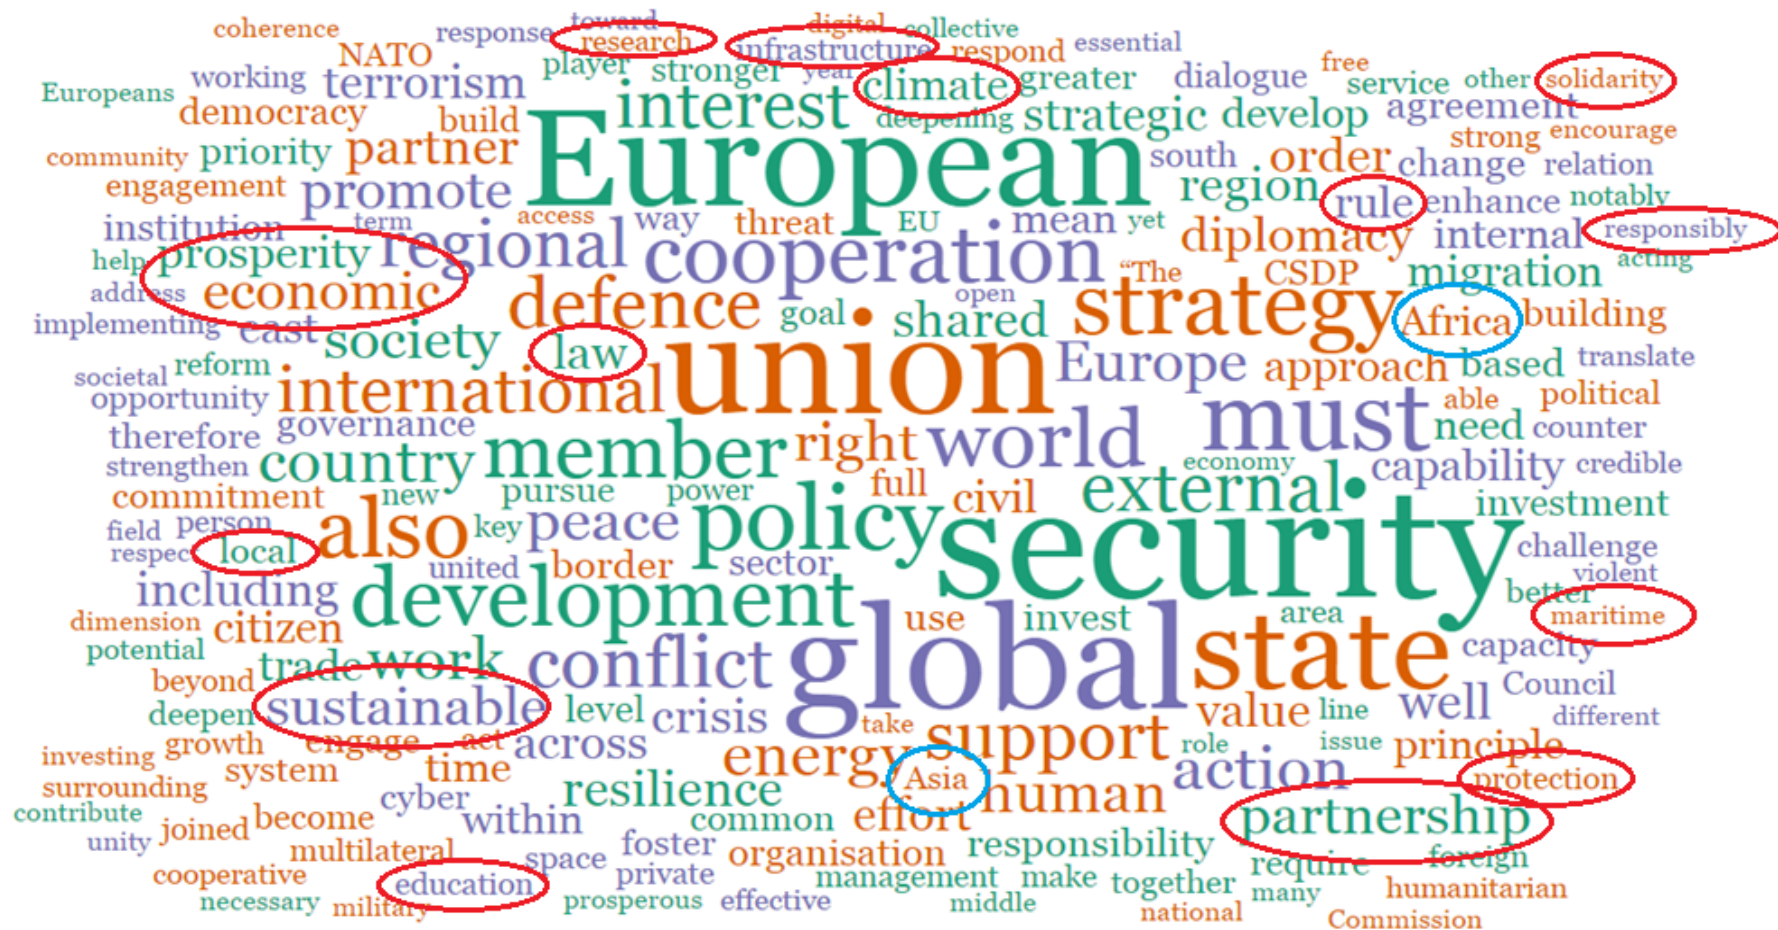 coherence response toward research digital collective
NATO infrastructure respond essential
Europeans working terrorism player stronger year climate greater dialogue free service other solidarity
democracy build interest deepening strategic develop agreement
community priority partner European south order strong encourage
change relation
engagement promote region rule enhance notably
institution term regional access way threat EU mean yet diplomacy internal responsibly
help prosperity cooperation "The CSDP migration acting
address economic defence goal open shared strategy Africa building
implementing east society law union Europe approach based translate
societal reform international able political
opportunity
therefore governance member right world must need counter
strengthen country economy capability credible
commitment new pursue power full civil external investment
field person also key peace policy security challenge
respec local united border sector violent
including development better
dimension citizen use invest area maritime
potential trade work conflict global state capacity
beyond sustainable level crisis take value line well Council
deepen different
investing growth engage act across energy support role issue principle
surrounding system time Asia action protection
contribute cyber resilience human partnership
unity joined become within common effort
multilateral space foster organisation responsibility require foreign
cooperative education private management make together many humanitarian
necessary military prosperous effective middle national Commission